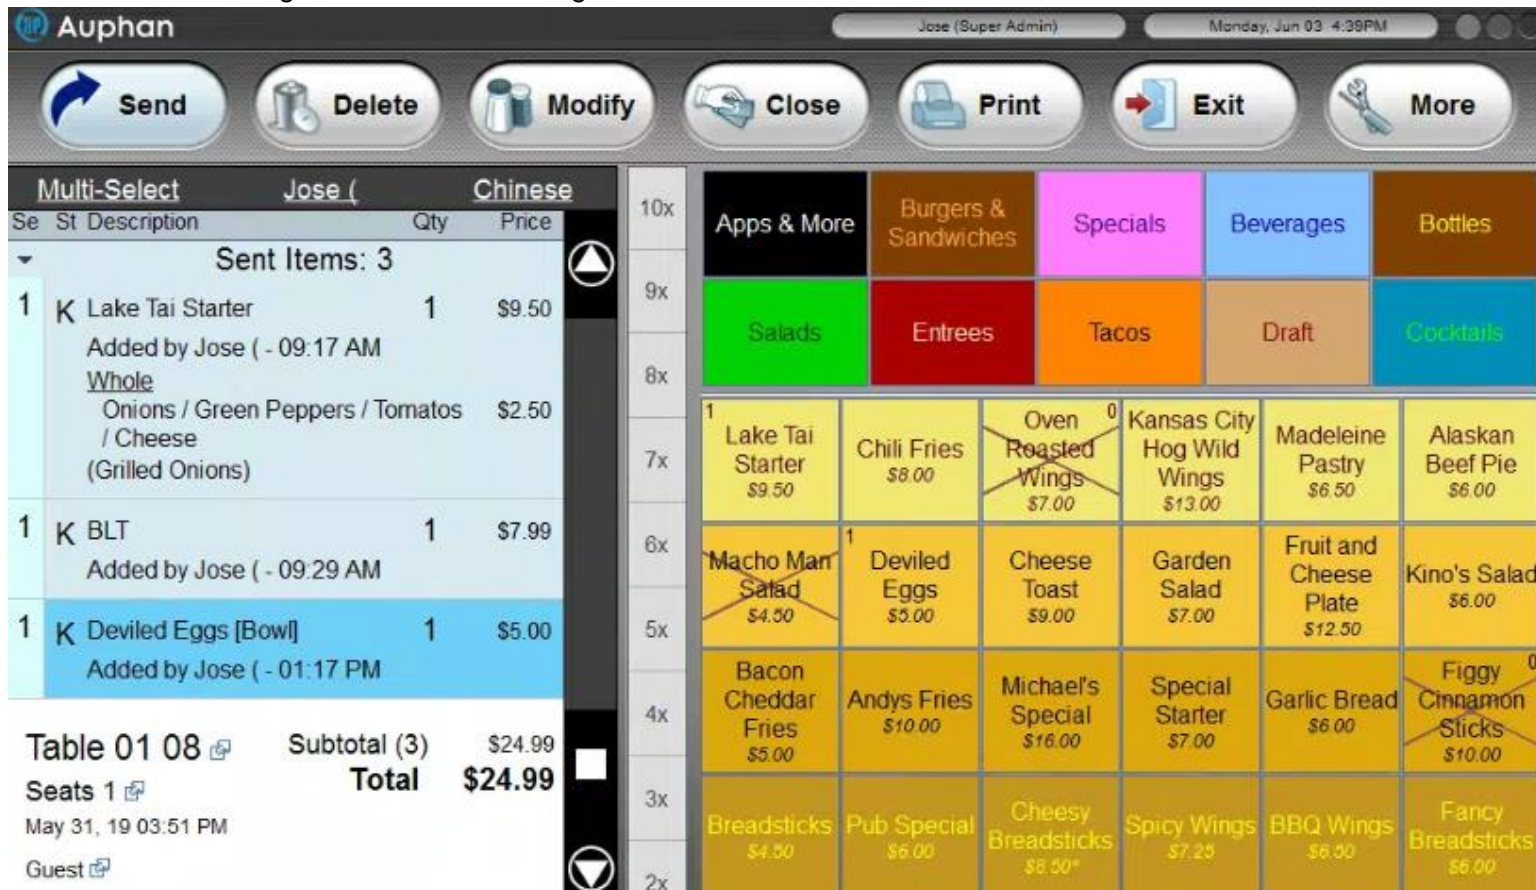 Auphan
Jose (Super Admin)
Monday, Jun 03 4:39PM
Send
Delete
Modify
Close
Print
Exit
More
Multi-Select
Jose (
Chinese
Se St Description Qty Price
Sent Items: 3
1 K Lake Tai Starter 1 $9.50
Added by Jose ( - 09:17 AM
Whole
Onions / Green Peppers / Tomatos $2.50
/ Cheese
(Grilled Onions)
1 K BLT 1 $7.99
Added by Jose ( - 09:29 AM
1 K Deviled Eggs [Bowl] 1 $5.00
Added by Jose ( - 01:17 PM
Table 01 08
Subtotal (3) $24.99
Total $24.99
Seats 1
May 31, 19 03:51 PM
Guest
10x
9x
8x
7x
6x
5x
4x
3x
2x
Apps & More
Burgers &
Sandwiches
Specials
Beverages
Bottles
Salads
Entrees
Tacos
Draft
Cocktails
1
Lake Tai
Starter
$9.50
Chili Fries
$8.00
0
Oven
Roasted
Wings
$7.00
Kansas City
Hog Wild
Wings
$13.00
Madeleine
Pastry
$6.50
Alaskan
Beef Pie
$6.00
Macho Man
Salad
$4.50
1
Deviled
Eggs
$5.00
Cheese
Toast
$9.00
Garden
Salad
$7.00
Fruit and
Cheese
Plate
$12.50
Kino's Salad
$6.00
Bacon
Cheddar
Fries
$5.00
Andys Fries
$10.00
Michael's
Special
$16.00
Special
Starter
$7.00
Garlic Bread
$6.00
0
Figgy
Cinnamon
Sticks
$10.00
Breadsticks
$4.50
Pub Special
$6.00
Cheesy
Breadsticks
$8.50*
Spicy Wings
$7.25
BBQ Wings
$6.50
Fancy
Breadsticks
$6.00